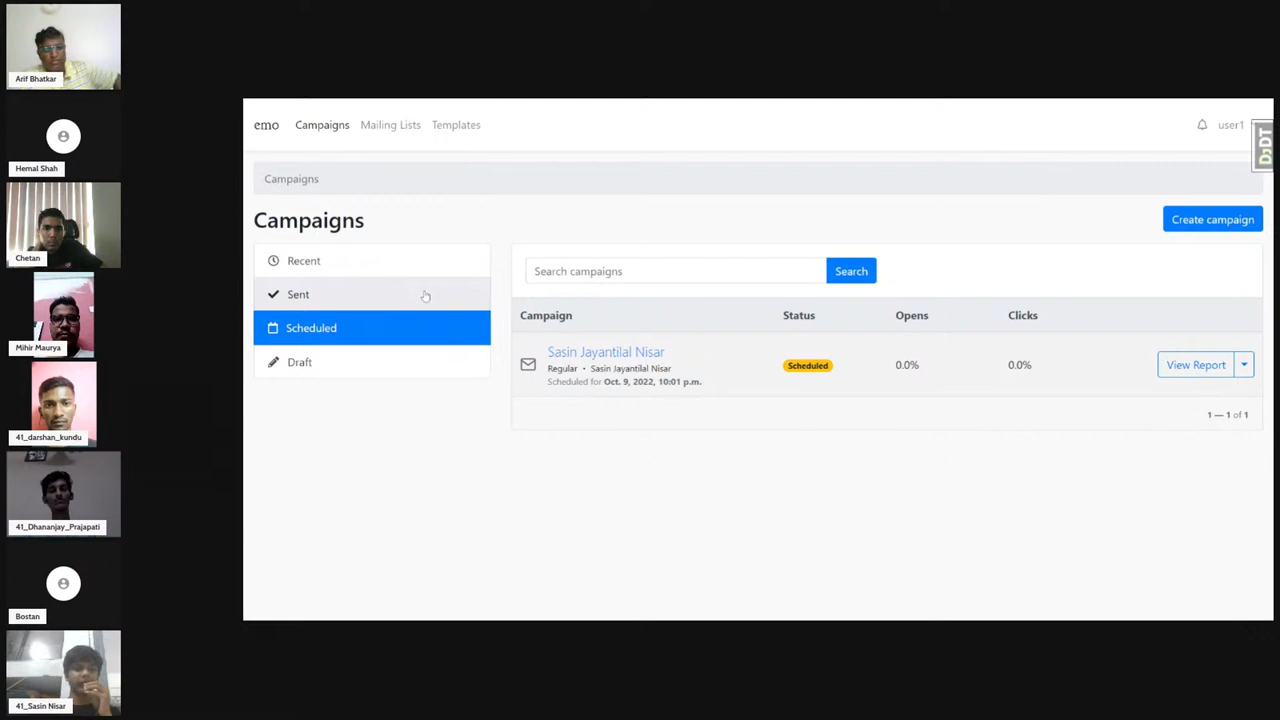 Arif Bhatkar
Hemal Shah
Chetan
Mihir Maurya
41_darshan_kundu
41_Dhananjay_Prajapati
Bostan
41_Sasin Nisar
emo Campaigns Mailing Lists Templates user1
DJDT
Campaigns
Campaigns
Create campaign
Recent
Sent
Scheduled
Draft
Search campaigns Search
Campaign Status Opens Clicks
Sasin Jayantilal Nisar
Regular • Sasin Jayantilal Nisar
Scheduled for Oct. 9, 2022, 10:01 p.m.
Scheduled 0.0% 0.0% View Report
1 — 1 of 1